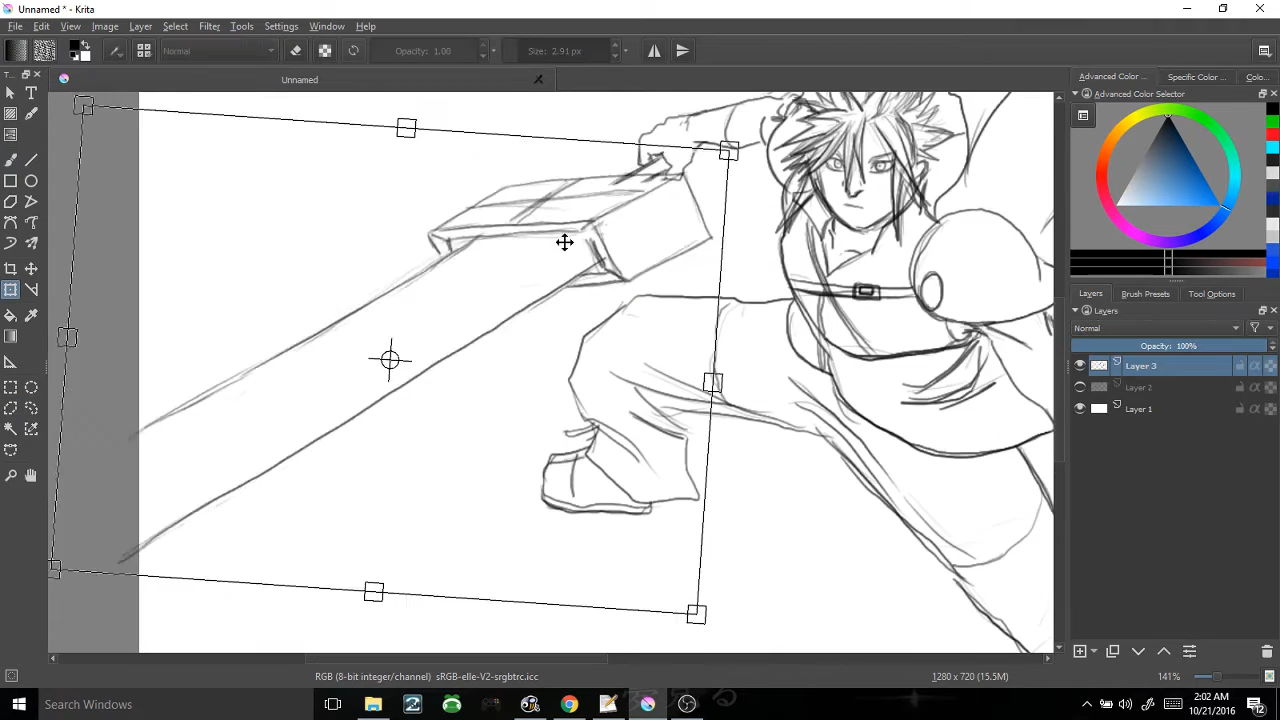 Unnamed * - Krita
File Edit View Image Layer Select Filter Tools Settings Window Help
Normal
Opacity: 1.00
Size: 2.91 px
T...
Unnamed
Advanced Color ...
Specific Color ...
Colo...
Advanced Color Selector
Layers
Brush Presets
Tool Options
Layers
Normal
Opacity: 100%
Layer 3
Layer 2
Layer 1
RGB (8-bit integer/channel) sRGB-elle-V2-srgbtrc.icc
1280 x 720 (15.5M)
141%
Search Windows
2:02 AM
10/21/2016